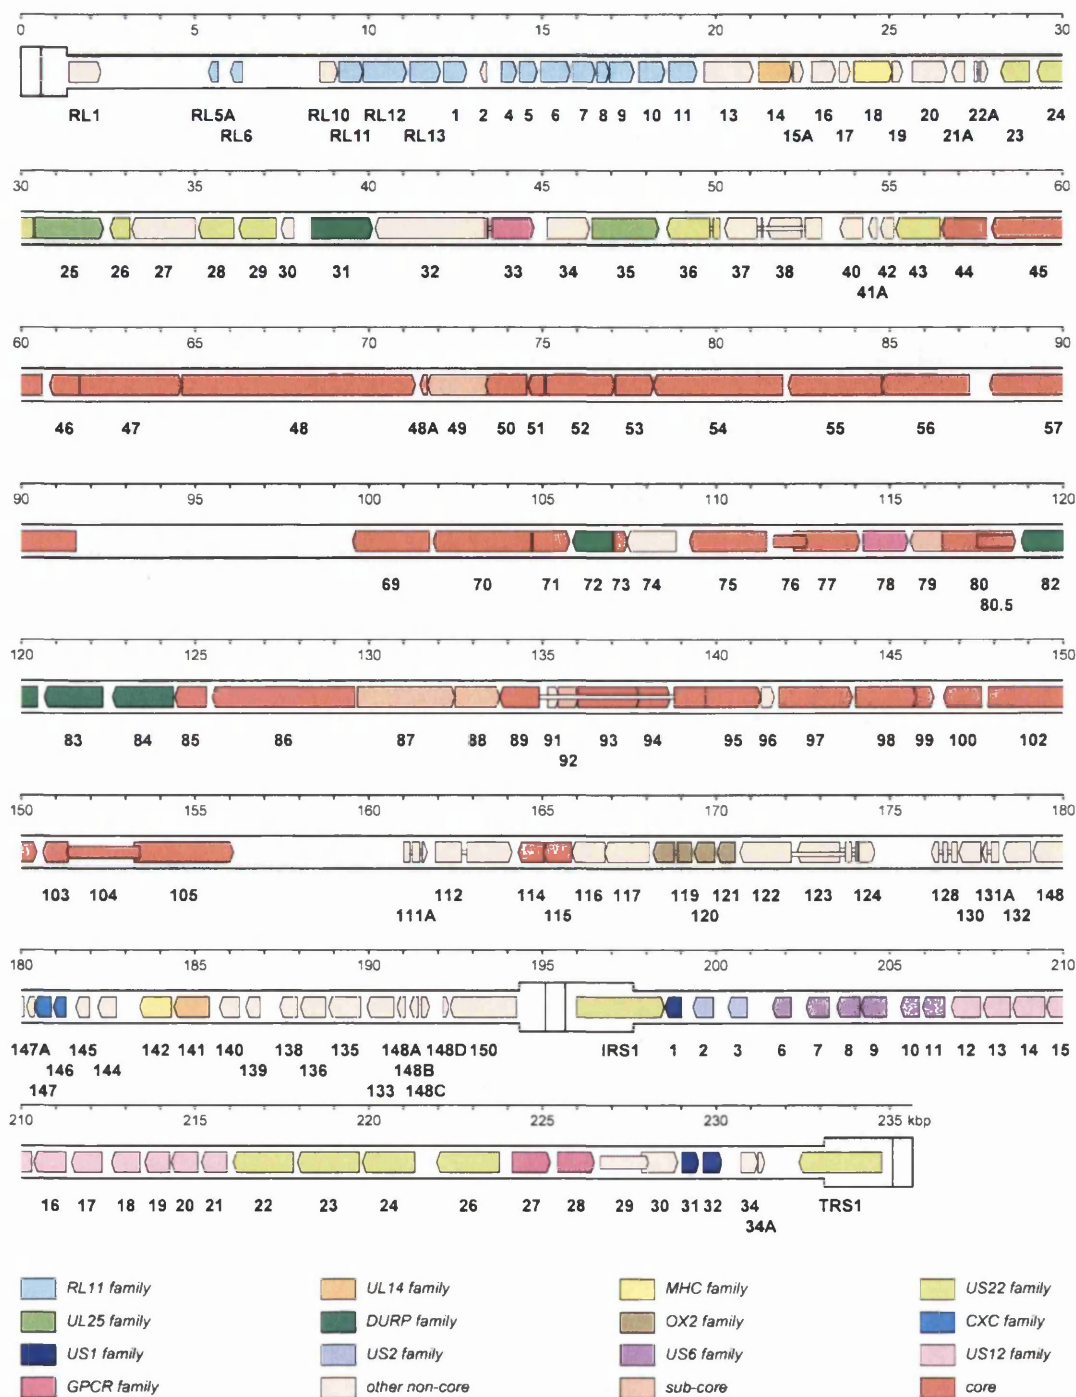 0 5 10 15 20 25 30
RL1 RL5A RL10 RL12 1 2 4 5 6 7 8 9 10 11 13 14 16 18 20 22A 24
RL6 RL11 RL13 15A 17 19 21A 23
30 35 40 45 50 55 60
25 26 27 28 29 30 31 32 33 34 35 36 37 38 40 42 43 44 45
41A
60 65 70 75 80 85 90
46 47 48 48A 49 50 51 52 53 54 55 56 57
90 95 100 105 110 115 120
69 70 71 72 73 74 75 76 77 78 79 80 82
80.5
120 125 130 135 140 145 150
83 84 85 86 87 88 89 91 93 94 95 96 97 98 99 100 102
92
150 155 160 165 170 175 180
103 104 105 112 114 116 117 119 121 122 123 124 128 131A 148
111A 115 120 130 132
180 185 190 195 200 205 210
147A 145 142 141 140 138 135 148A 148D 150 IRS1 1 2 3 6 7 8 9 10 11 12 13 14 15
146 144 139 136 148B
147 133 148C
210 215 220 225 230 235 kbp
16 17 18 19 20 21 22 23 24 26 27 28 29 30 31 32 34 TRS1
34A
RL11 family UL14 family MHC family US22 family
UL25 family DURP family OX2 family CXC family
US1 family US2 family US6 family US12 family
GPCR family other non-core sub-core core